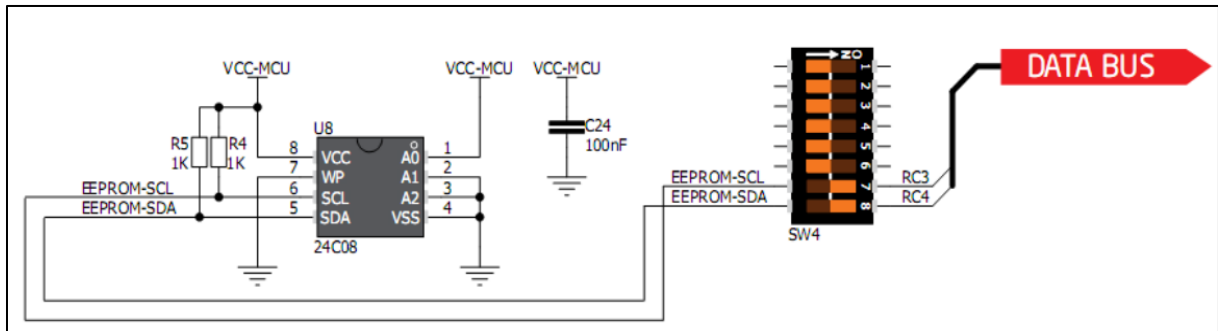 VCC-MCU
VCC-MCU
VCC-MCU
ON
DATA BUS
U8
R5
1K
R4
1K
8
7
6
5
VCC
WP
SCL
SDA
A0
A1
A2
VSS
1
2
3
4
24C08
C24
100nF
EEPROM-SCL
EEPROM-SDA
EEPROM-SCL
EEPROM-SDA
1
2
3
4
5
6
7
8
RC3
RC4
SW4